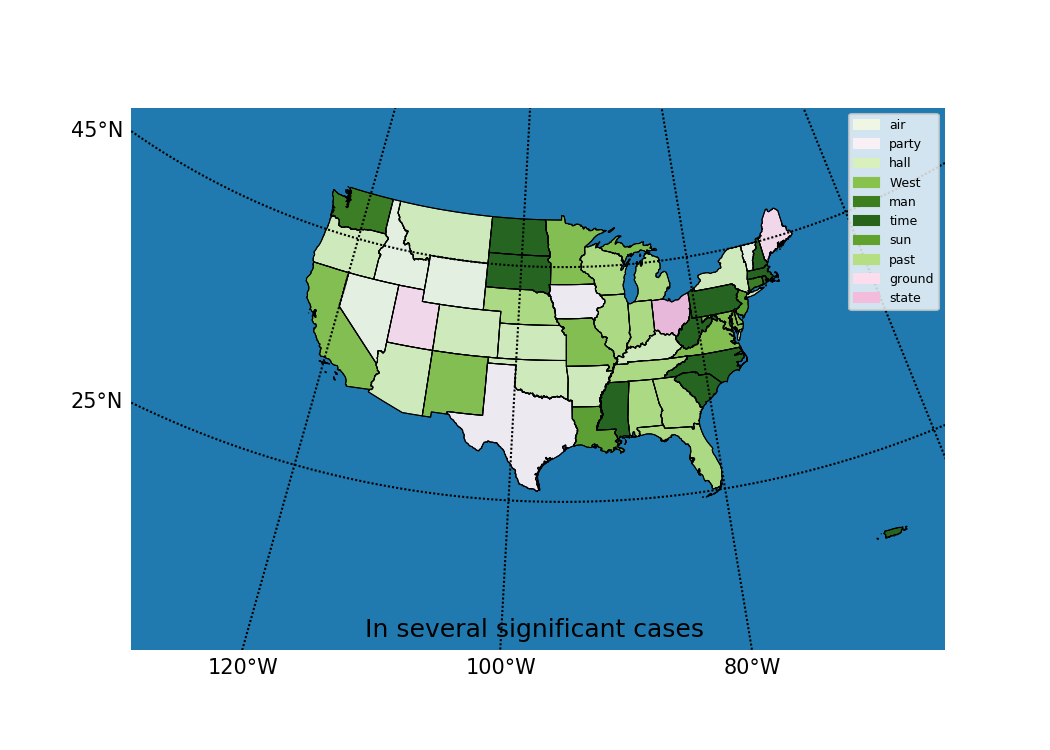 45°N
25°N
120°W
100°W
80°W
air
party
hall
West
man
time
sun
past
ground
state
In several significant cases